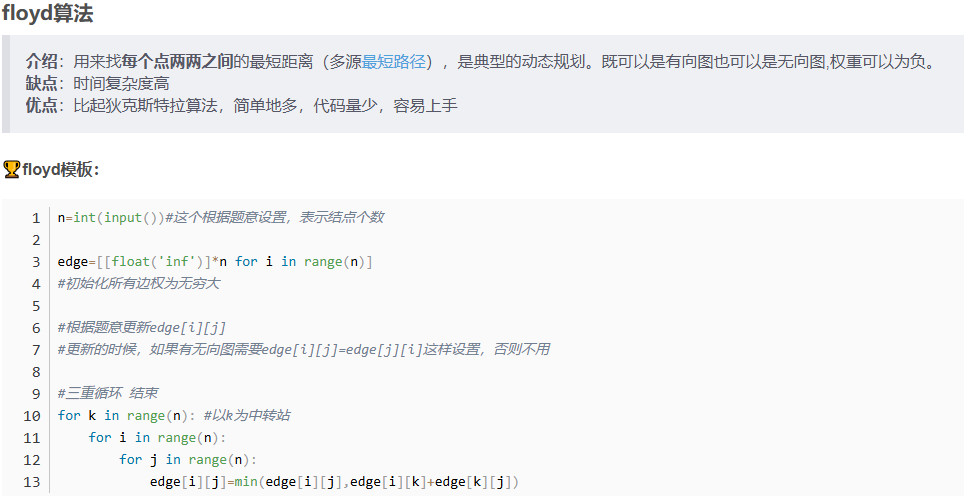 floyd算法
介绍：用来找每个点两两之间的最短距离（多源最短路径），是典型的动态规划。既可以是有向图也可以是无向图,权重可以为负。
缺点：时间复杂度高
优点：比起狄克斯特拉算法，简单地多，代码量少，容易上手
🏆floyd模板：
1 n=int(input())#这个根据题意设置，表示结点个数
2
3 edge=[[float('inf')]*n for i in range(n)]
4 #初始化所有边权为无穷大
5
6 #根据题意更新edge[i][j]
7 #更新的时候，如果有无向图需要edge[i][j]=edge[j][i]这样设置，否则不用
8
9 #三重循环 结束
10 for k in range(n): #以k为中转站
11     for i in range(n):
12         for j in range(n):
13             edge[i][j]=min(edge[i][j],edge[i][k]+edge[k][j])